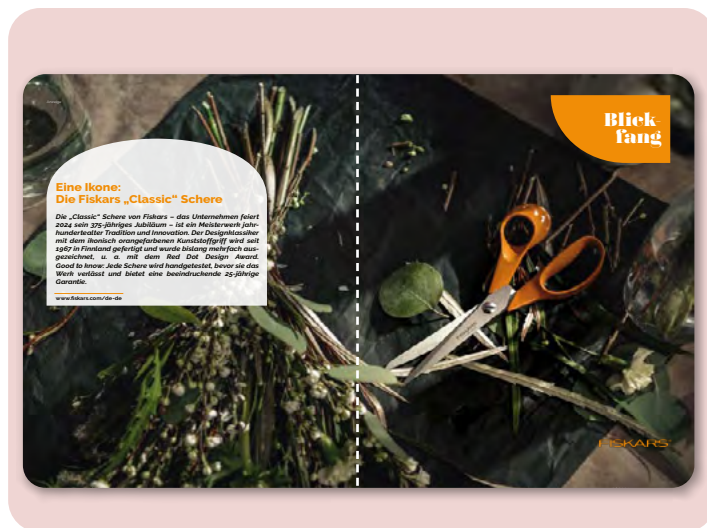 Eine Ikone:
Die Fiskars „Classic“ Schere
Die „Classic“ Schere von Fiskars – das Unternehmen feiert
2024 sein 375-jähriges Jubiläum – ist ein Meisterwerk jahr-
hundertealter Tradition und Innovation. Der Designklassiker
mit dem ikonisch orangefarbenen Kunststoffgriff wird seit
1967 in Finnland gefertigt und wurde bislang mehrfach aus-
gezeichnet, u. a. mit dem Red Dot Design Award.
Good to know: Jede Schere wird handgetestet, bevor sie das
Werk verlässt und bietet eine beeindruckende 25-jährige
Garantie.
www.fiskars.com/de-de
Blick-
fang
FISKARS